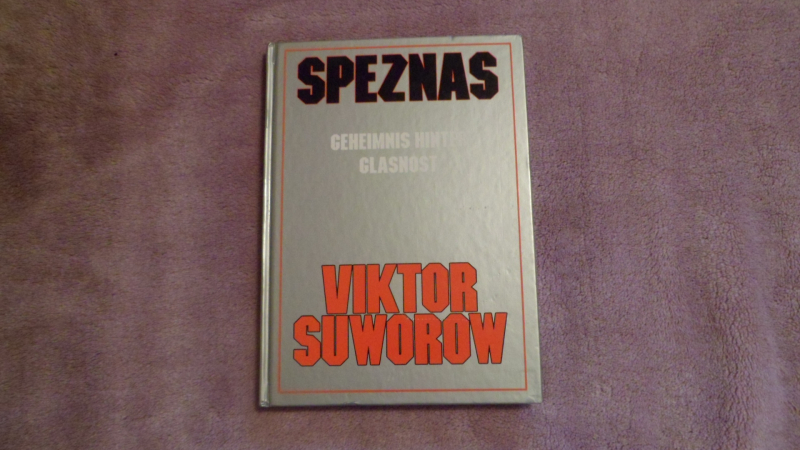 SPEZNAS
GEHEIMNIS HINTER
GLASNOST
VIKTOR
SUWOROW